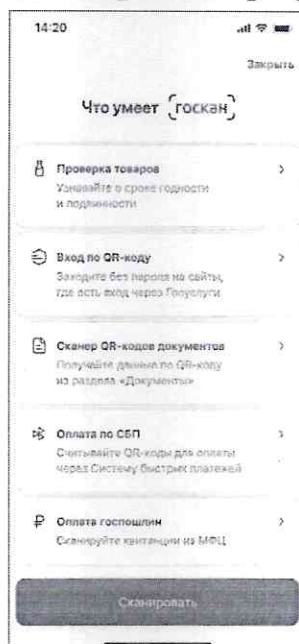 14:20
Закрыть
Что умеет госкан
Проверка товаров
Узнавайте о сроке годности
и подлинности
Вход по QR-коду
Заходите без пароля на сайты,
где есть вход через Госуслуги
Сканер QR-кодов документов
Получайте данные по QR-коду
из раздела «Документы»
Оплата по СБП
Считывайте QR-коды для оплаты
через Систему быстрых платежей
Оплата госпошлин
Сканируйте квитанции из МФЦ
Сканировать